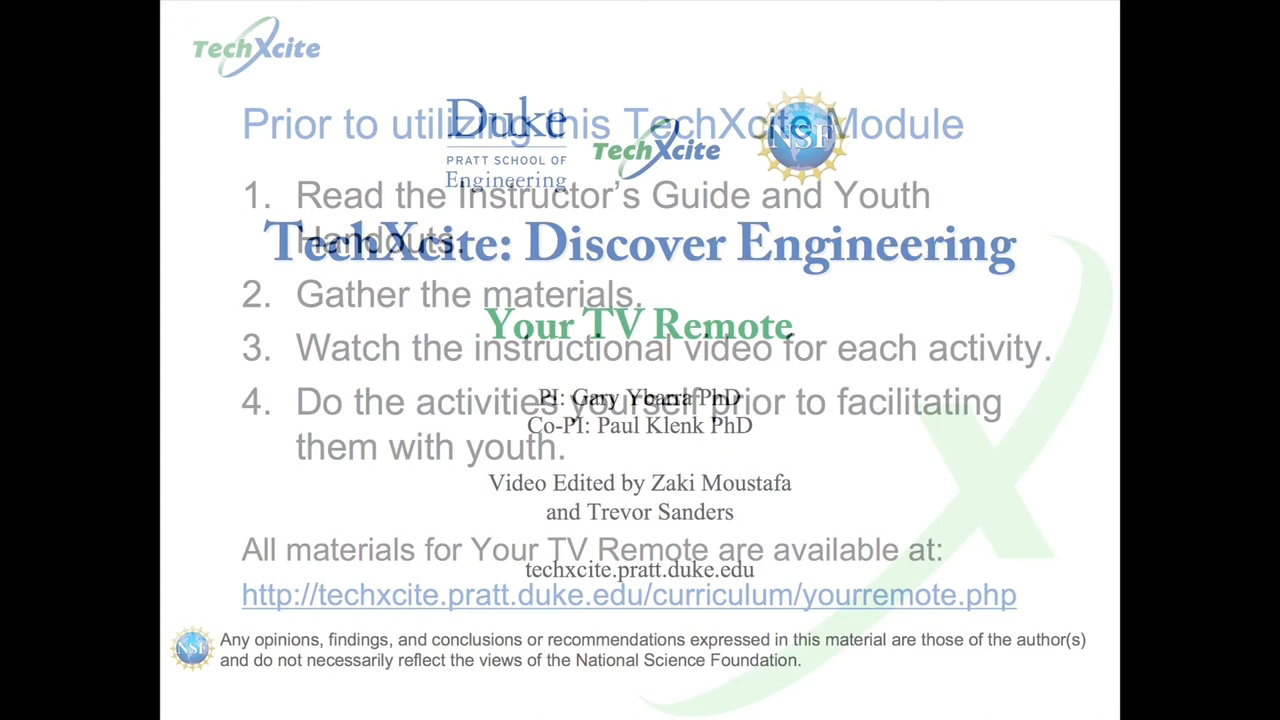 TechXcite
Prior to utilizing this TechXcite Module
Duke
PRATT SCHOOL OF
Engineering
TechXcite
NSF
1. Read the Instructor's Guide and Youth
Handouts.
TechXcite: Discover Engineering
2. Gather the materials.
Your TV Remote
3. Watch the instructional video for each activity.
4. Do the activities yourself prior to facilitating
them with youth.
PI: Gary Ybarra PhD
Co-PI: Paul Klenk PhD
Video Edited by Zaki Moustafa
and Trevor Sanders
All materials for Your TV Remote are available at:
techxcite.pratt.duke.edu
http://techxcite.pratt.duke.edu/curriculum/yourremote.php
NSF
Any opinions, findings, and conclusions or recommendations expressed in this material are those of the author(s)
and do not necessarily reflect the views of the National Science Foundation.